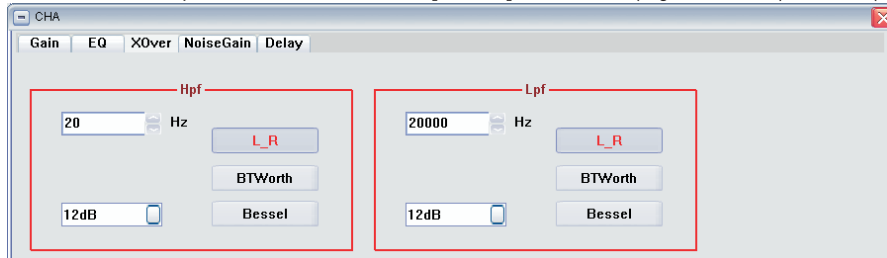 CHA
Gain EQ XOver NoiseGain Delay
Hpf
20 Hz
L_R
BTWorth
12dB
Bessel
Lpf
20000 Hz
L_R
BTWorth
12dB
Bessel